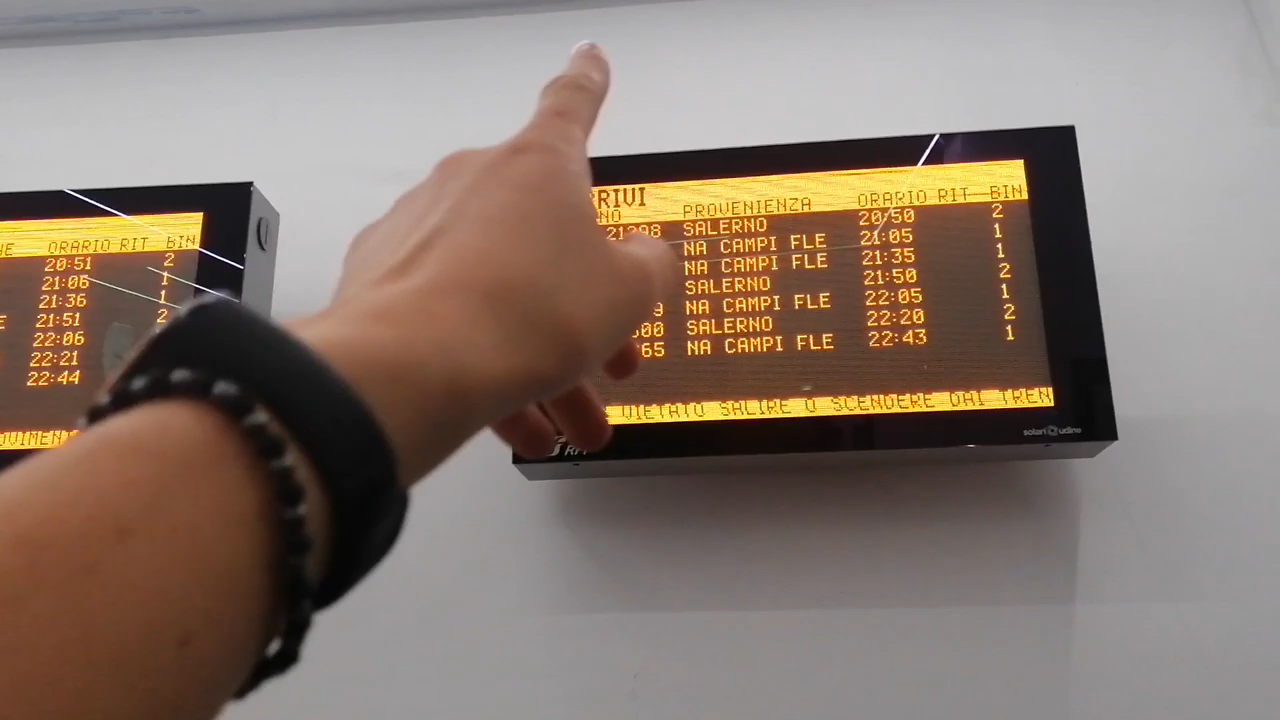 ORARIO RIT BIN
20:51 2
21:06 1
21:36 1
21:51 2
22:06
22:21
22:44
RIVI
NO PROVENIENZA ORARIO RIT BIN
SALERNO 20:50 2
NA CAMPI FLE 21:05 1
NA CAMPI FLE 21:35 1
SALERNO 21:50 2
NA CAMPI FLE 22:05 1
SALERNO 22:20 2
NA CAMPI FLE 22:43 1
VIETATO SALIRE O SCENDERE DAI TREN
solari udine